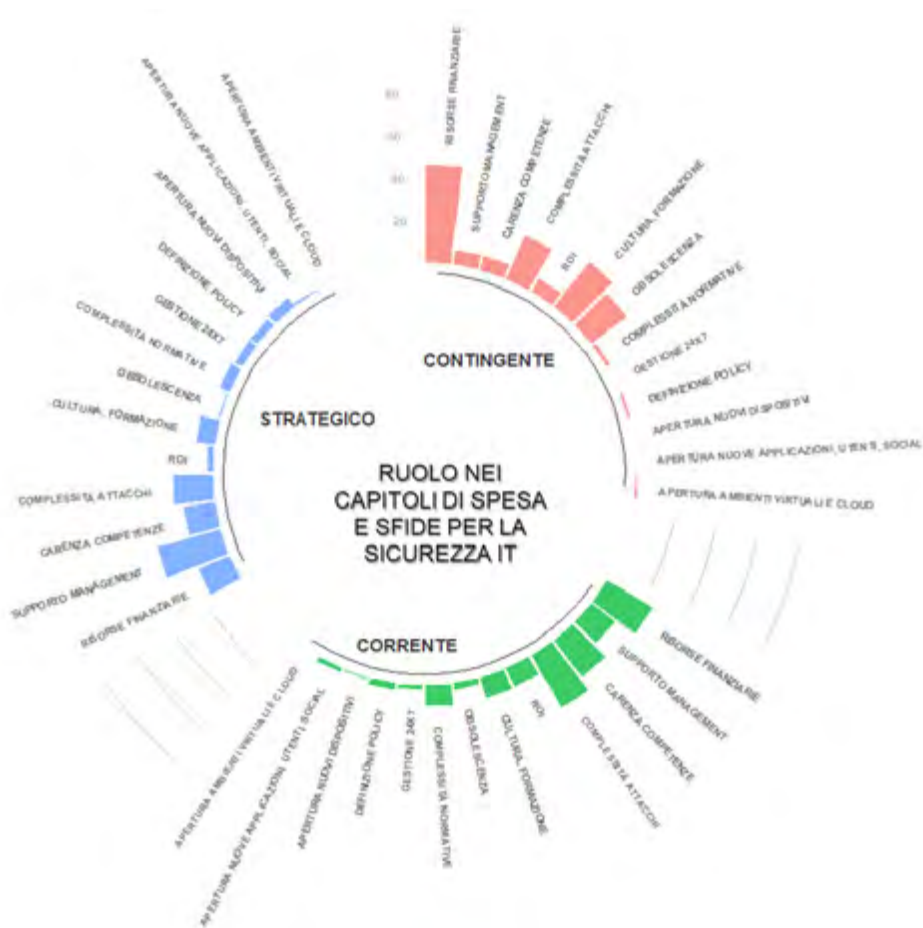 80
60
40
20
RISORSE FINANZIARIE
SUPPORTO MANAGEMENT
CARENZA COMPETENZE
COMPLESSITÀ ATTACCHI
ROI
CULTURA, FORMAZIONE
OBSOLESCENZA
COMPLESSITÀ NORMATIVE
GESTIONE 24X7
DEFINIZIONE POLICY
APERTURA NUOVI DISPOSITIVI
APERTURA NUOVE APPLICAZIONI, UTENTI, SOCIAL
APERTURA AMBIENTI VIRTUALI E CLOUD
CONTINGENTE
RISORSE FINANZIARIE
SUPPORTO MANAGEMENT
CARENZA COMPETENZE
COMPLESSITÀ ATTACCHI
ROI
CULTURA, FORMAZIONE
OBSOLESCENZA
COMPLESSITÀ NORMATIVE
GESTIONE 24X7
DEFINIZIONE POLICY
APERTURA NUOVI DISPOSITIVI
APERTURA NUOVE APPLICAZIONI, UTENTI, SOCIAL
APERTURA AMBIENTI VIRTUALI E CLOUD
CORRENTE
RISORSE FINANZIARIE
SUPPORTO MANAGEMENT
CARENZA COMPETENZE
COMPLESSITÀ ATTACCHI
ROI
CULTURA, FORMAZIONE
OBSOLESCENZA
COMPLESSITÀ NORMATIVE
GESTIONE 24X7
DEFINIZIONE POLICY
APERTURA NUOVI DISPOSITIVI
APERTURA NUOVE APPLICAZIONI, UTENTI, SOCIAL
APERTURA AMBIENTI VIRTUALI E CLOUD
STRATEGICO
RUOLO NEI
CAPITOLI DI SPESA
E SFIDE PER LA
SICUREZZA IT